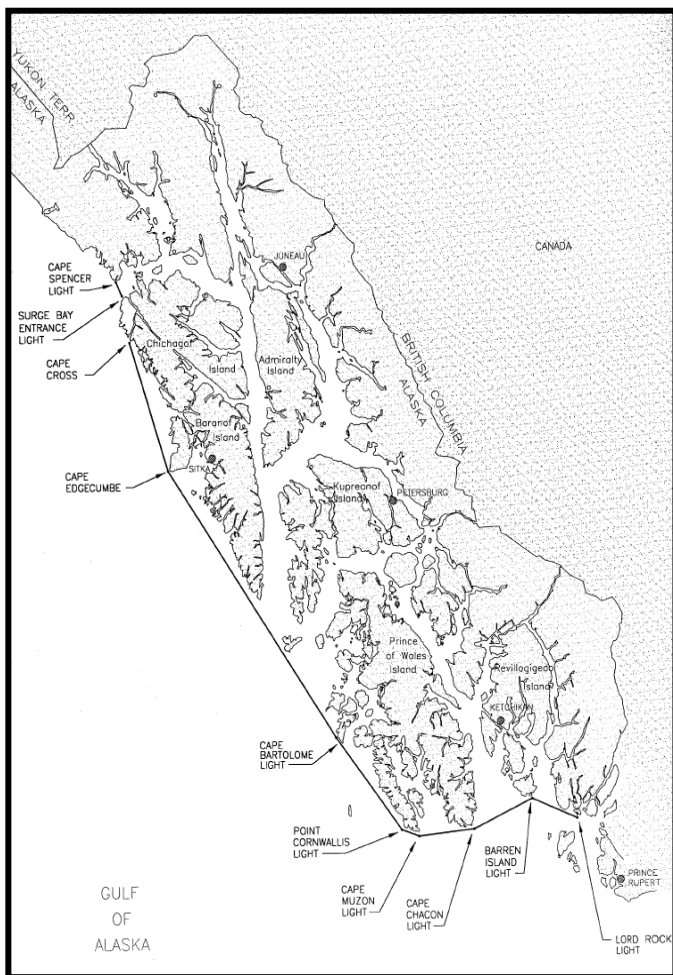 YUKON TERR.
ALASKA
CANADA
JUNEAU
CAPE
SPENCER
LIGHT
SURGE BAY
ENTRANCE
LIGHT
CAPE
CROSS
Chichagof
Island
Admiralty
Island
BRITISH COLUMBIA
ALASKA
Baranof
Island
SITKA
CAPE
EDGECUMBE
Kupreanof
Island
PETERSBURG
Prince
of Wales
Island
Revillagigedo
Island
KETCHIKAN
CAPE
BARTOLOME
LIGHT
POINT
CORNWALLIS
LIGHT
CAPE
MUZON
LIGHT
CAPE
CHACON
LIGHT
BARREN
ISLAND
LIGHT
PRINCE
RUPERT
LORD ROCK
LIGHT
GULF
OF
ALASKA